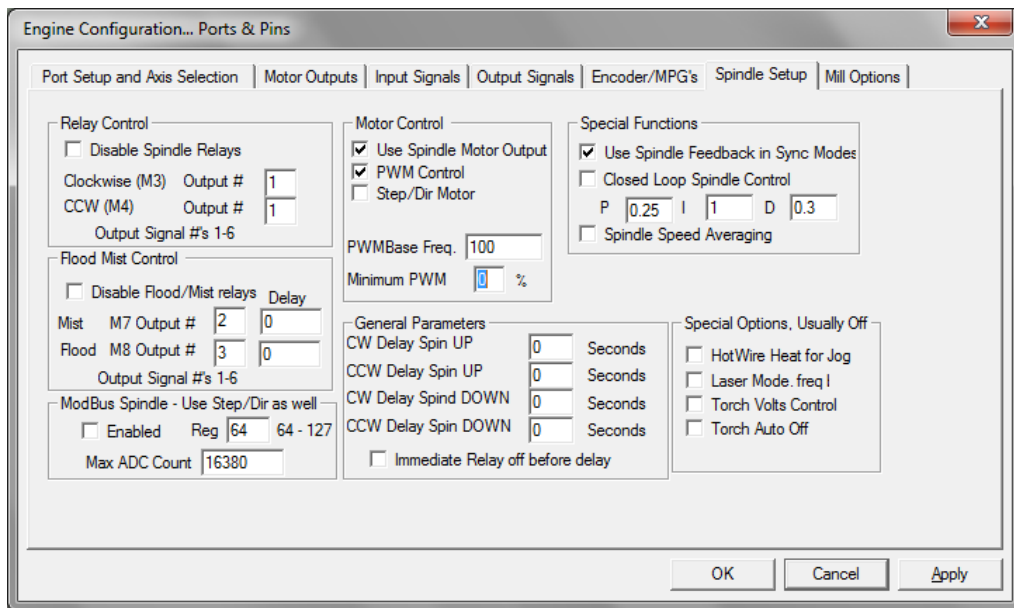 Engine Configuration... Ports & Pins
Port Setup and Axis Selection
Motor Outputs
Input Signals
Output Signals
Encoder/MPG's
Spindle Setup
Mill Options
Relay Control
Disable Spindle Relays
Clockwise (M3) Output # 1
CCW (M4) Output # 1
Output Signal #'s 1-6
Flood Mist Control
Disable Flood/Mist relays Delay
Mist M7 Output # 2 0
Flood M8 Output # 3 0
Output Signal #'s 1-6
ModBus Spindle - Use Step/Dir as well
Enabled Reg 64 64 - 127
Max ADC Count 16380
Motor Control
Use Spindle Motor Output
PWM Control
Step/Dir Motor
PWMBase Freq. 100
Minimum PWM 0 %
General Parameters
CW Delay Spin UP 0 Seconds
CCW Delay Spin UP 0 Seconds
CW Delay Spind DOWN 0 Seconds
CCW Delay Spin DOWN 0 Seconds
Immediate Relay off before delay
Special Functions
Use Spindle Feedback in Sync Modes
Closed Loop Spindle Control
P 0.25 I 1 D 0.3
Spindle Speed Averaging
Special Options, Usually Off
HotWire Heat for Jog
Laser Mode. freq
Torch Volts Control
Torch Auto Off
OK
Cancel
Apply